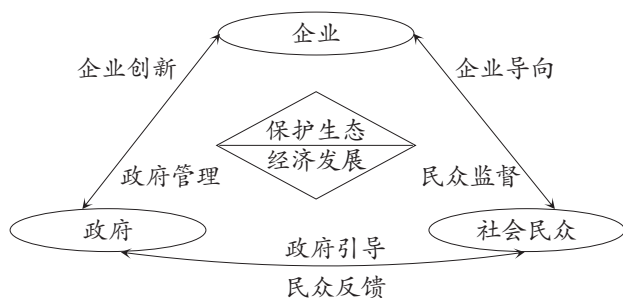 企业
企业创新
企业导向
保护生态
经济发展
政府管理
民众监督
政府
社会民众
政府引导
民众反馈